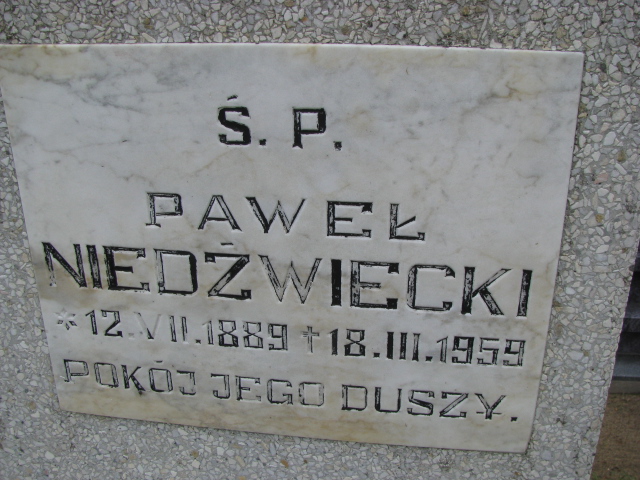 Ś. P.
PAWEŁ
NIEDŹWIECKI
* 12.VII.1889 † 18.III.1959
POKÓJ JEGO DUSZY.